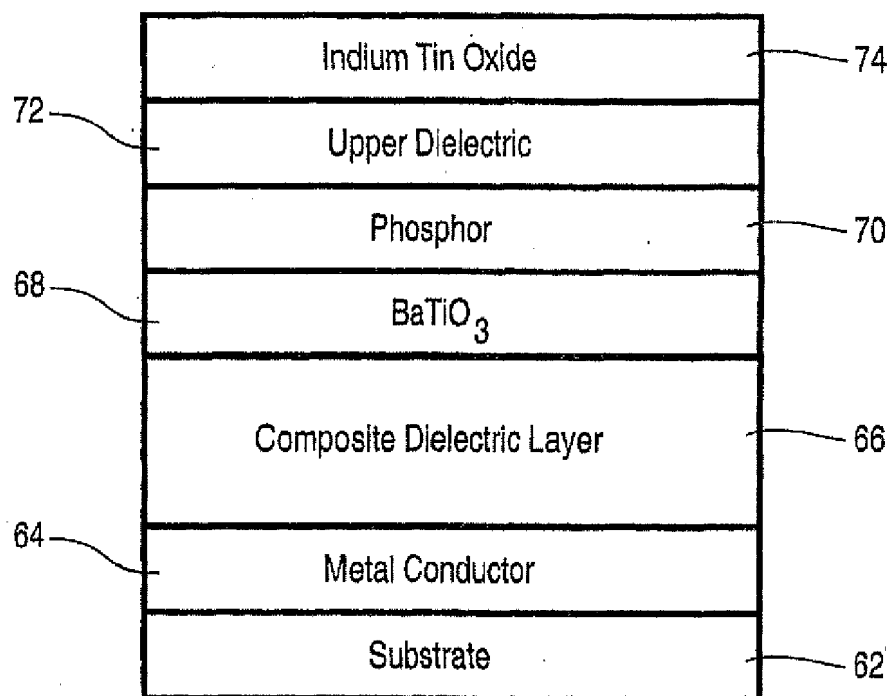 Indium Tin Oxide
74
72
Upper Dielectric
Phosphor
70
68
BaTiO3
Composite Dielectric Layer
66
64
Metal Conductor
Substrate
62